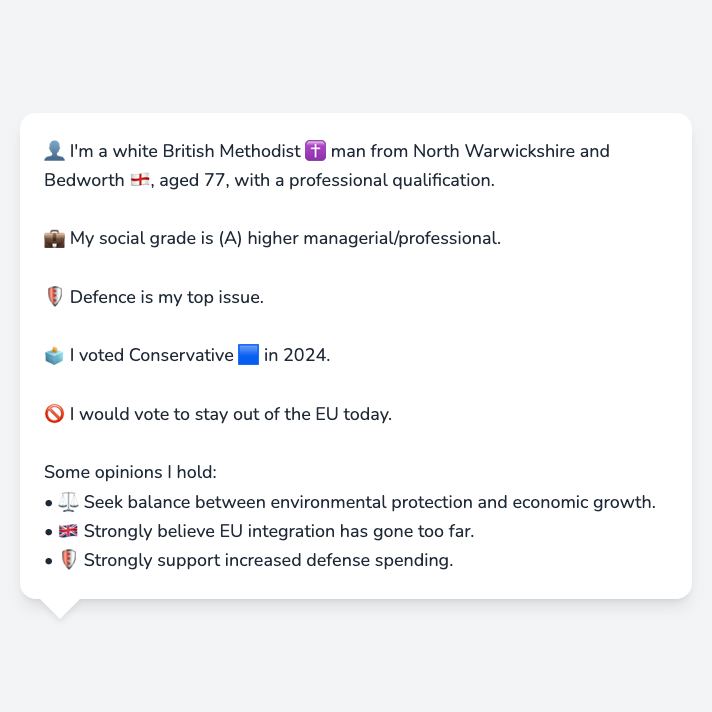 👤 I'm a white British Methodist ✝️ man from North Warwickshire and
Bedworth 🏴󠁧󠁢󠁥󠁮󠁧󠁿, aged 77, with a professional qualification.
💼 My social grade is (A) higher managerial/professional.
🛡️ Defence is my top issue.
🗳️ I voted Conservative 🟦 in 2024.
🚫 I would vote to stay out of the EU today.
Some opinions I hold:
• ⚖️ Seek balance between environmental protection and economic growth.
• 🇬🇧 Strongly believe EU integration has gone too far.
• 🛡️ Strongly support increased defense spending.